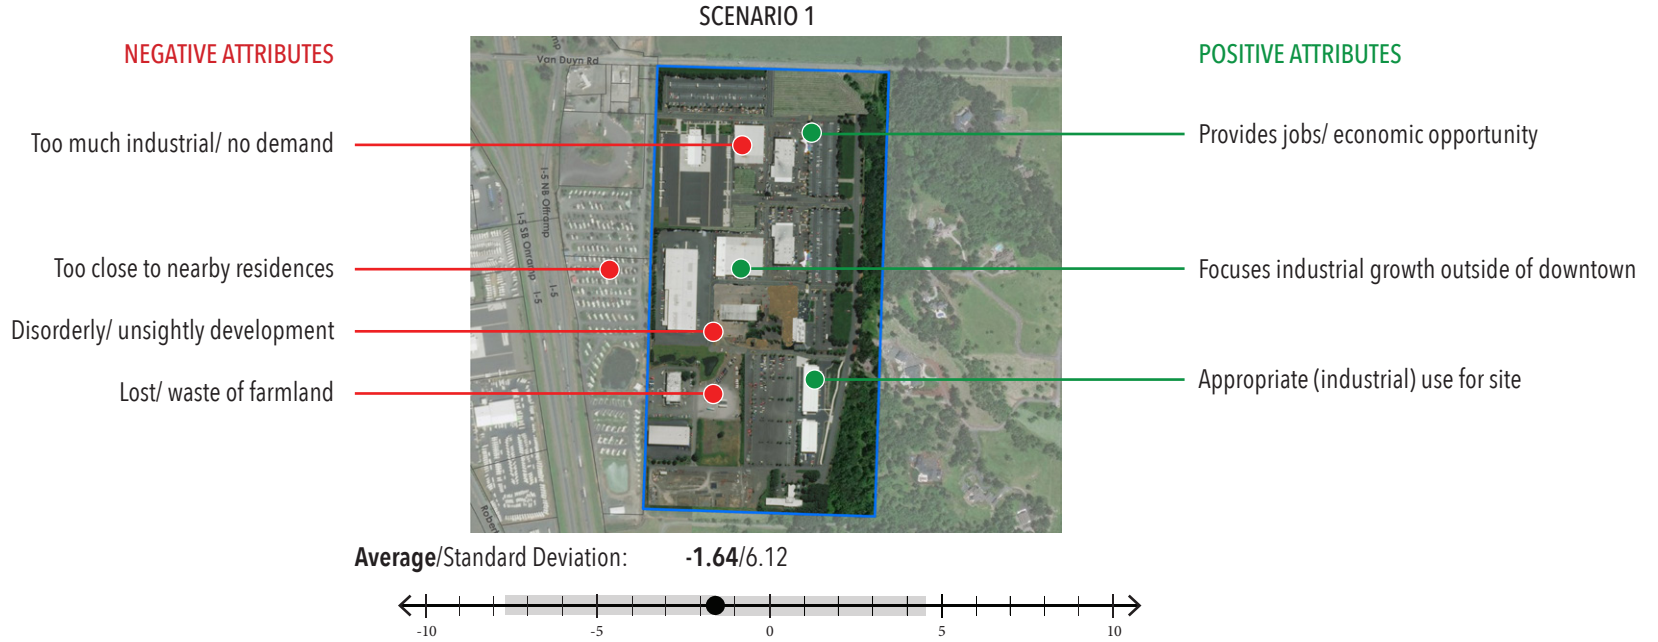 SCENARIO 1
NEGATIVE ATTRIBUTES
POSITIVE ATTRIBUTES
Van Duyn Rd
Too much industrial/ no demand
Provides jobs/ economic opportunity
I-5 NB Offramp
I-5 SB Onramp
I-5
I-5
Too close to nearby residences
Focuses industrial growth outside of downtown
Disorderly/ unsightly development
Lost/ waste of farmland
Appropriate (industrial) use for site
Average/Standard Deviation: -1.64/6.12
-10 -5 0 5 10